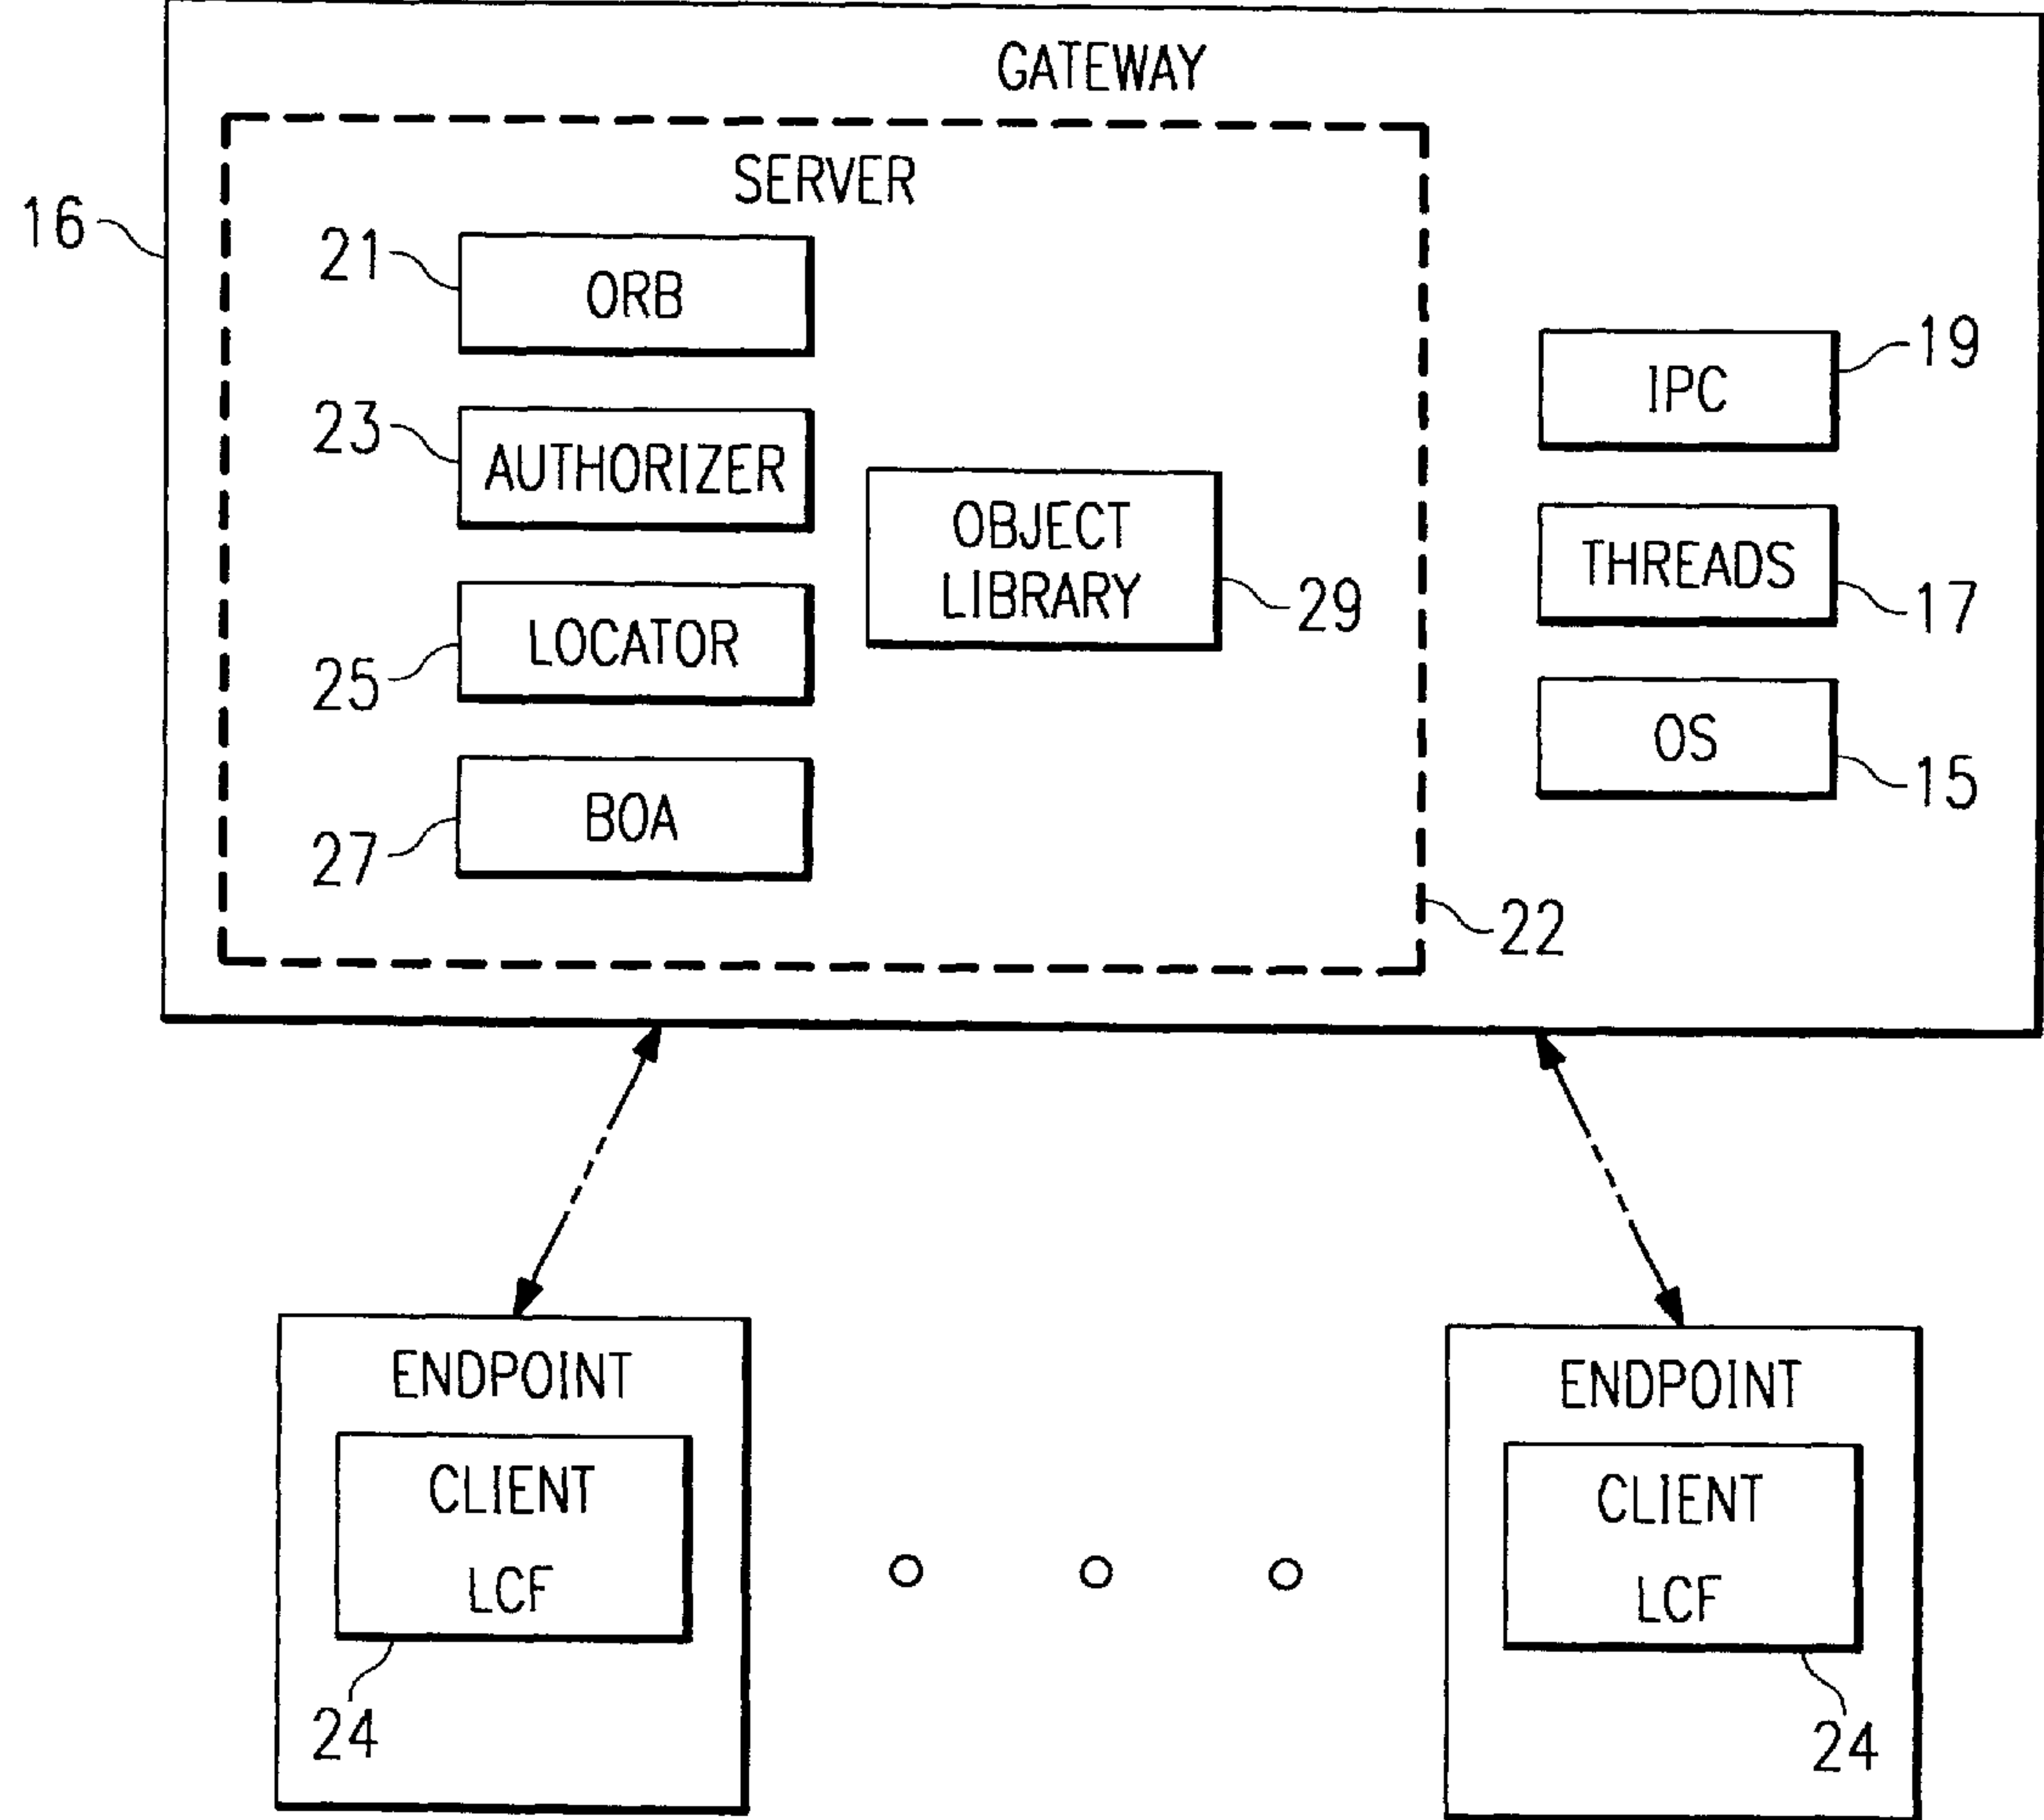 GATEWAY
SERVER
16
21
ORB
19
IPC
23
AUTHORIZER
OBJECT
LIBRARY
29
THREADS
17
25
LOCATOR
OS
15
27
BOA
22
ENDPOINT
CLIENT
LCF
24
ENDPOINT
CLIENT
LCF
24